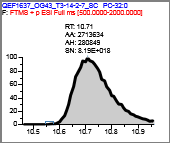 QEF1637_OG43_T3-14-2-7_SC PC-32:0
F: FTMS + p ESI Full ms [500.0000-2000.0000]
RT: 10.71
AA: 2713634
AH: 280849
SN: 8.19E+018
100
80
60
40
20
0
10.5 10.6 10.7 10.8 10.9